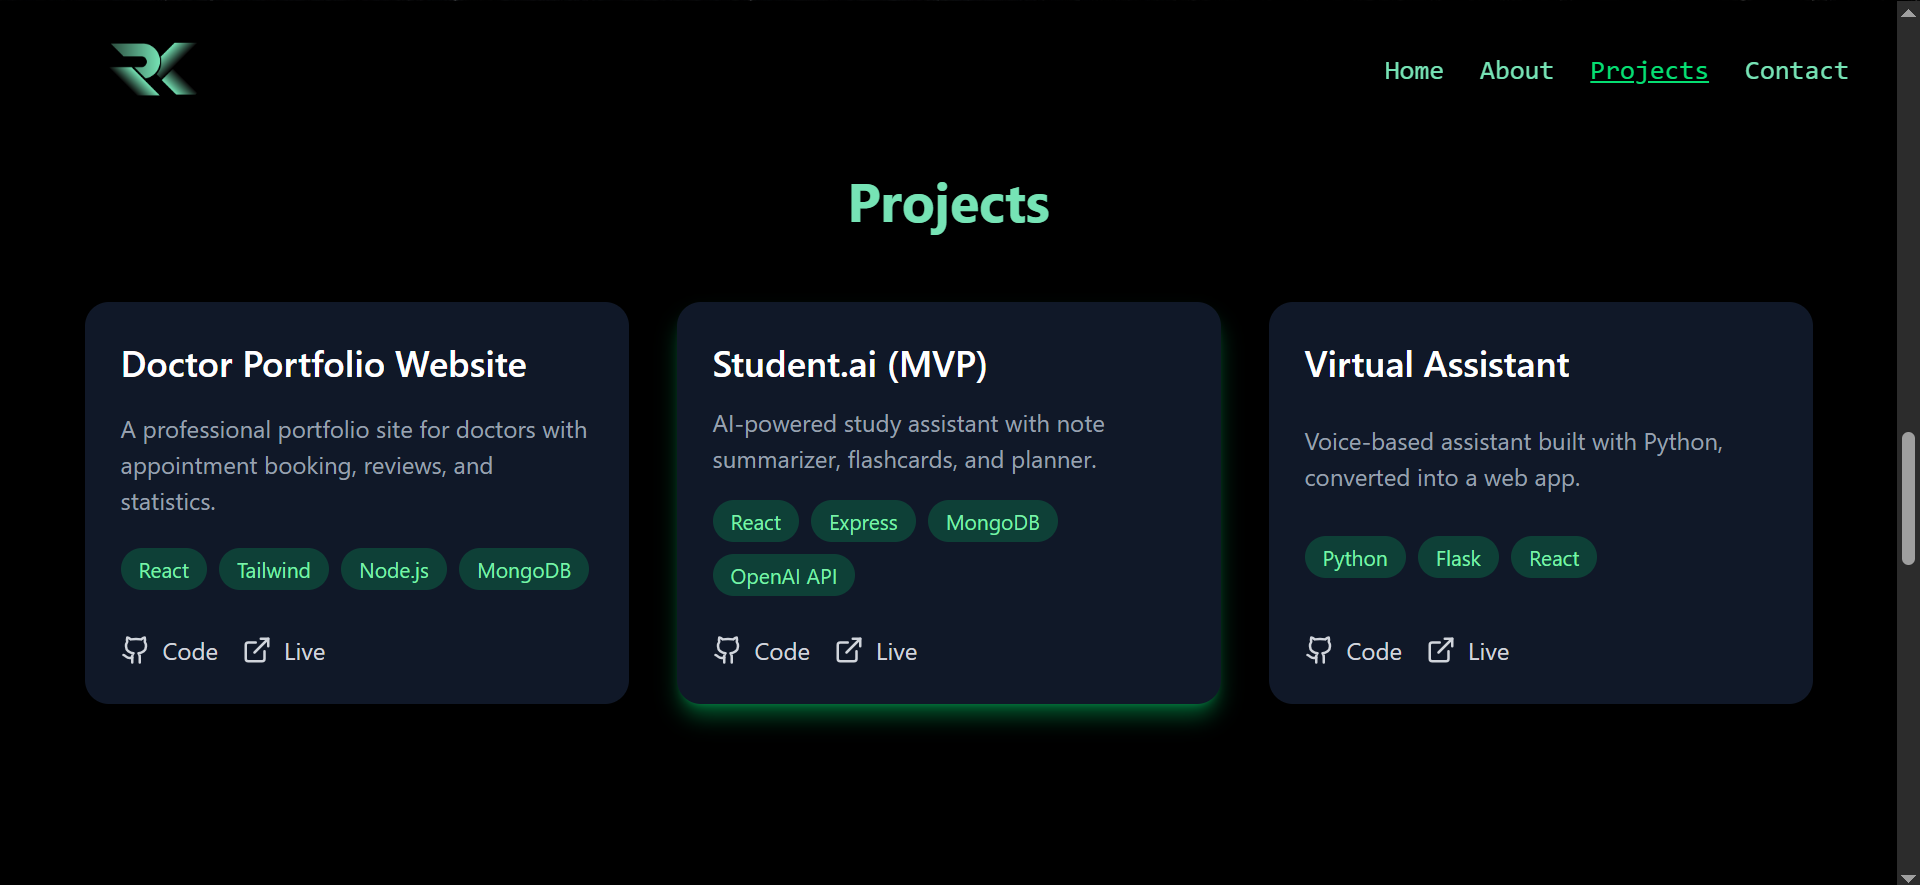 RK
Home About Projects Contact
Projects
Doctor Portfolio Website
A professional portfolio site for doctors with
appointment booking, reviews, and
statistics.
React Tailwind Node.js MongoDB
Code Live
Student.ai (MVP)
AI-powered study assistant with note
summarizer, flashcards, and planner.
React Express MongoDB
OpenAI API
Code Live
Virtual Assistant
Voice-based assistant built with Python,
converted into a web app.
Python Flask React
Code Live